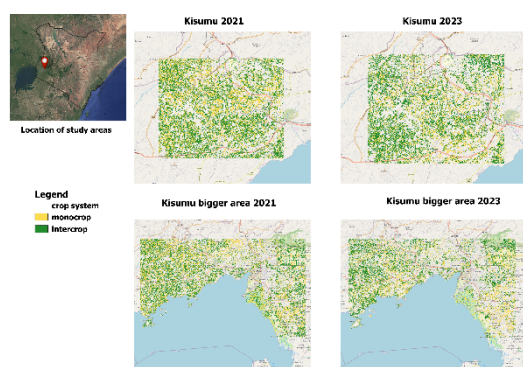 Kisumu 2021
Kisumu 2023
Location of study areas
Legend
crop system
monocrop
Intercrop
Kisumu bigger area 2021
Kisumu bigger area 2023